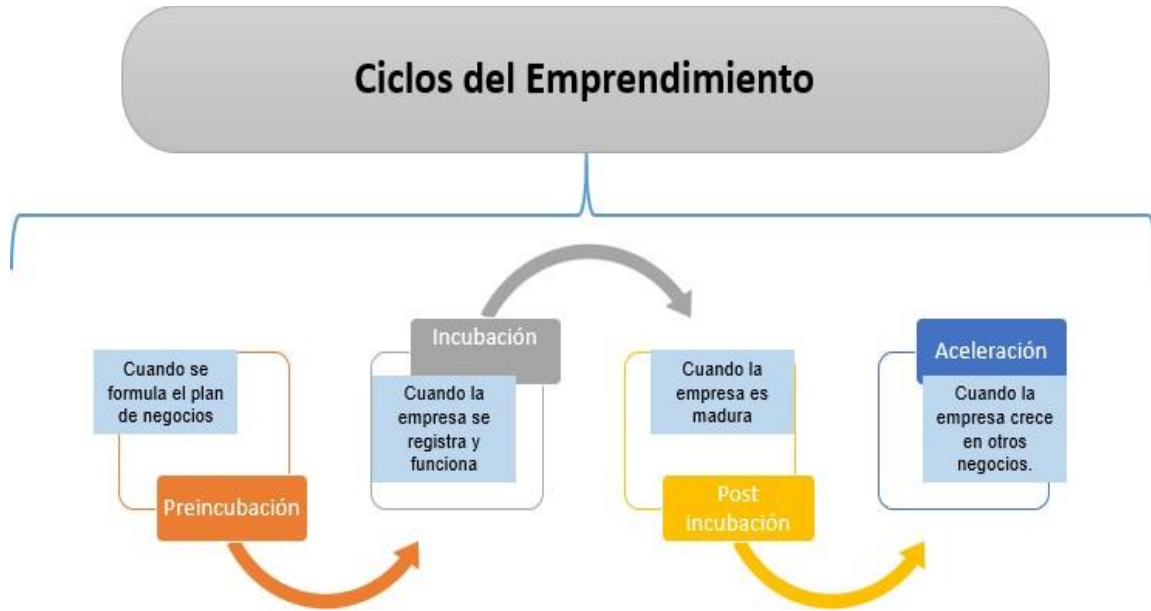 Ciclos del Emprendimiento
Cuando se
formula el plan
de negocios
Preincubación
Incubación
Cuando la
empresa se
registra y
funciona
Cuando la
empresa es
madura
Post
incubación
Aceleración
Cuando la
empresa crece
en otros
negocios.